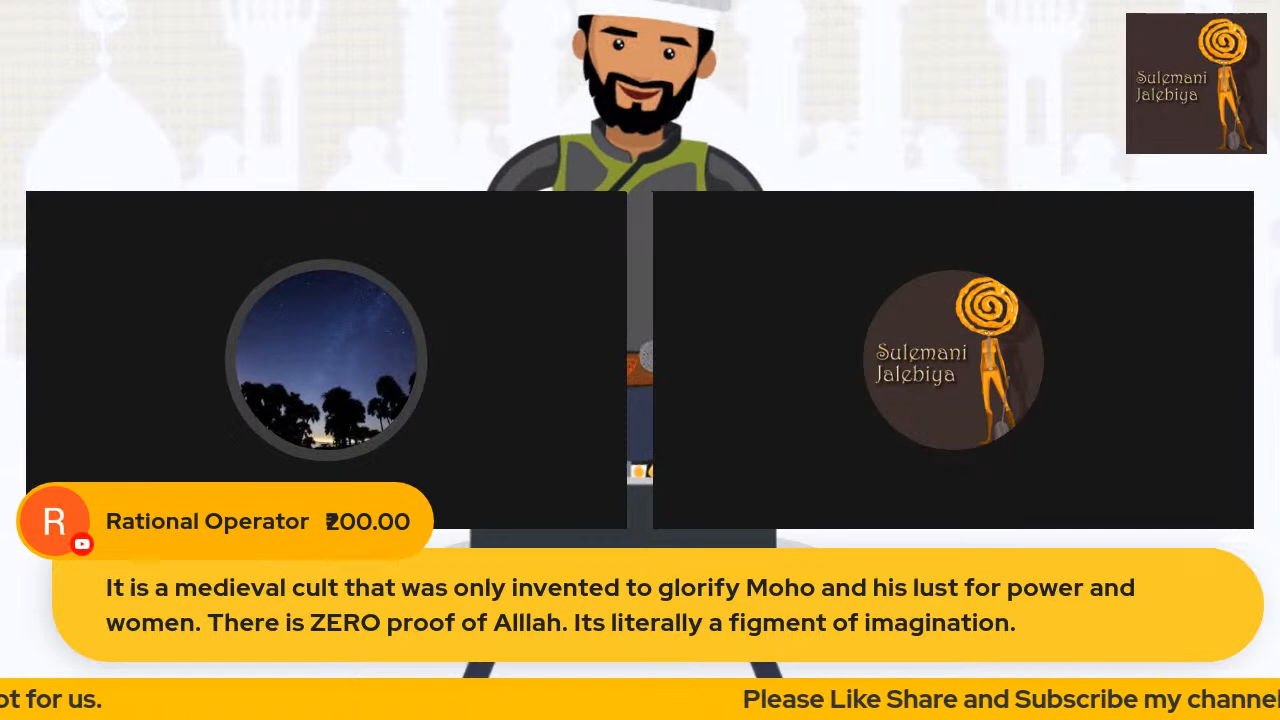 Sulemani
Jalebiya
Sulemani
Jalebiya
R
Rational Operator ₹200.00
It is a medieval cult that was only invented to glorify Moho and his lust for power and
women. There is ZERO proof of Alllah. Its literally a figment of imagination.
ot for us. Please Like Share and Subscribe my channel